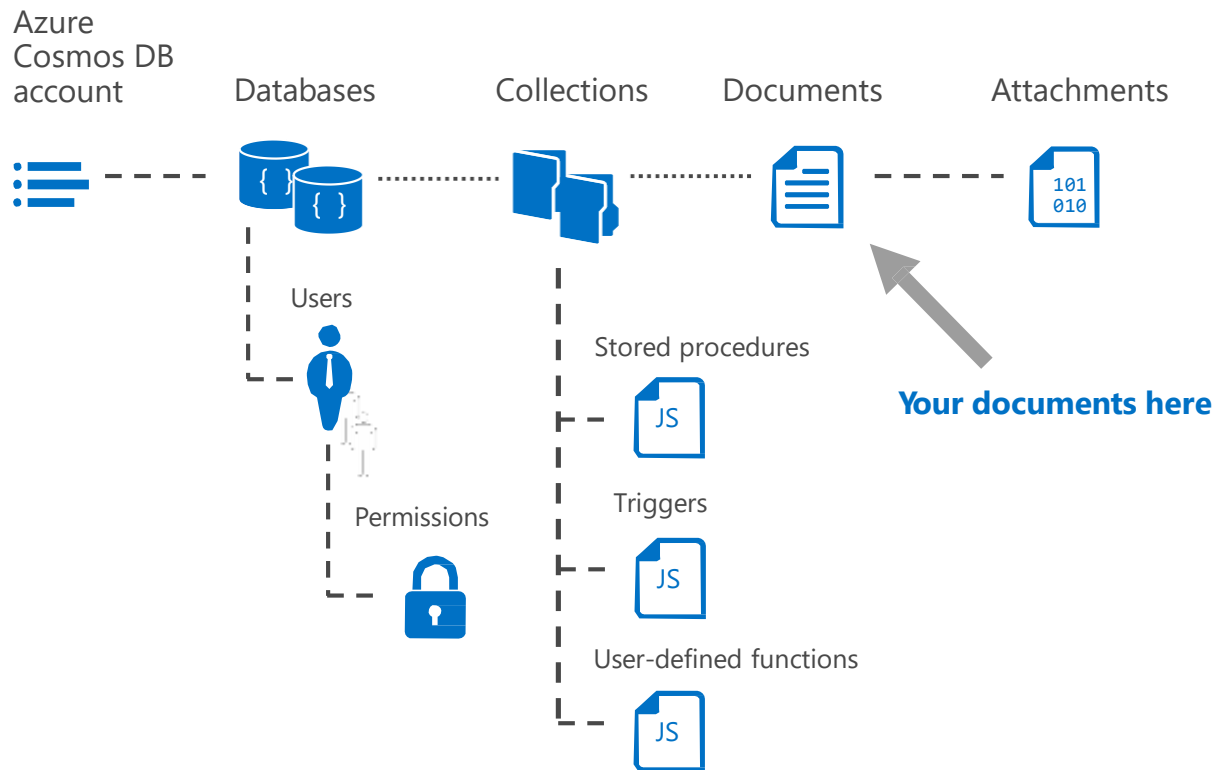 Azure
Cosmos DB
account
Databases
Collections
Documents
Attachments
{ }
{ }
101
010
Users
Stored procedures
JS
Your documents here
Triggers
JS
Permissions
User-defined functions
JS